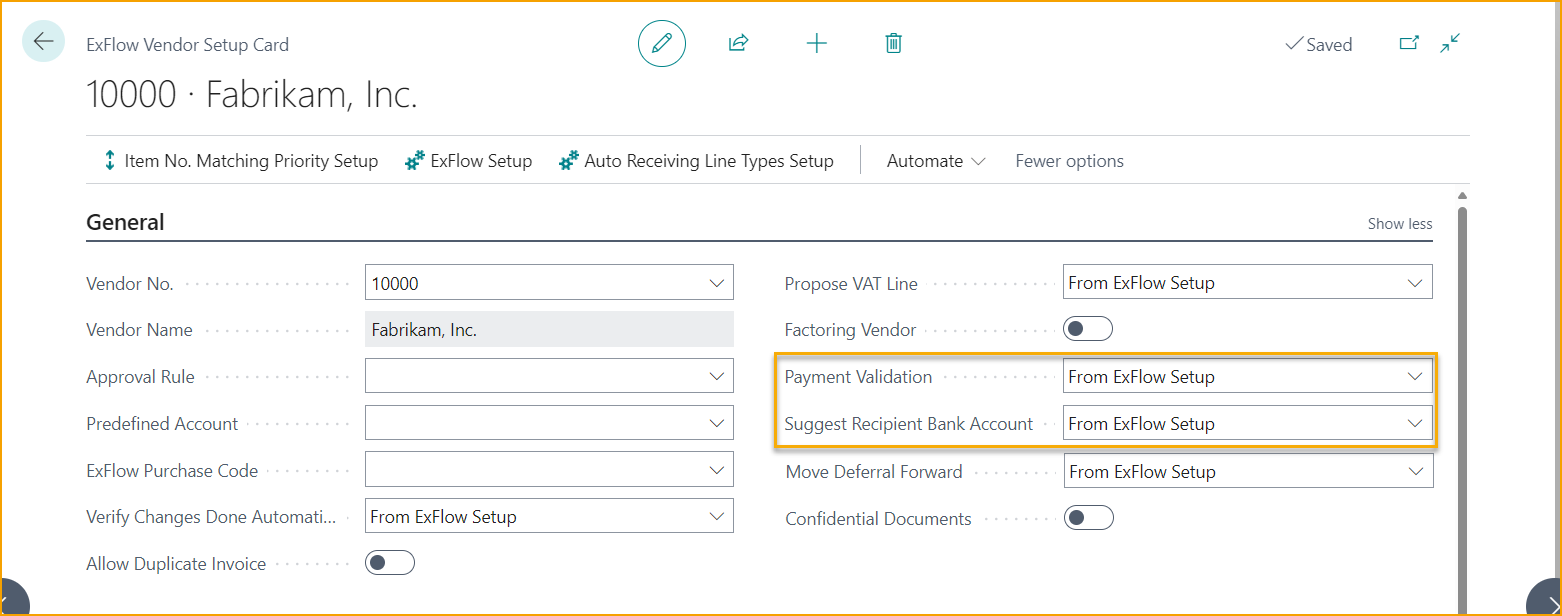 ExFlow Vendor Setup Card
Saved
10000 · Fabrikam, Inc.
Item No. Matching Priority Setup
ExFlow Setup
Auto Receiving Line Types Setup
Automate
Fewer options
General
Show less
Vendor No.
10000
Vendor Name
Fabrikam, Inc.
Approval Rule
Predefined Account
ExFlow Purchase Code
Verify Changes Done Automati...
From ExFlow Setup
Allow Duplicate Invoice
Propose VAT Line
From ExFlow Setup
Factoring Vendor
Payment Validation
From ExFlow Setup
Suggest Recipient Bank Account
From ExFlow Setup
Move Deferral Forward
From ExFlow Setup
Confidential Documents